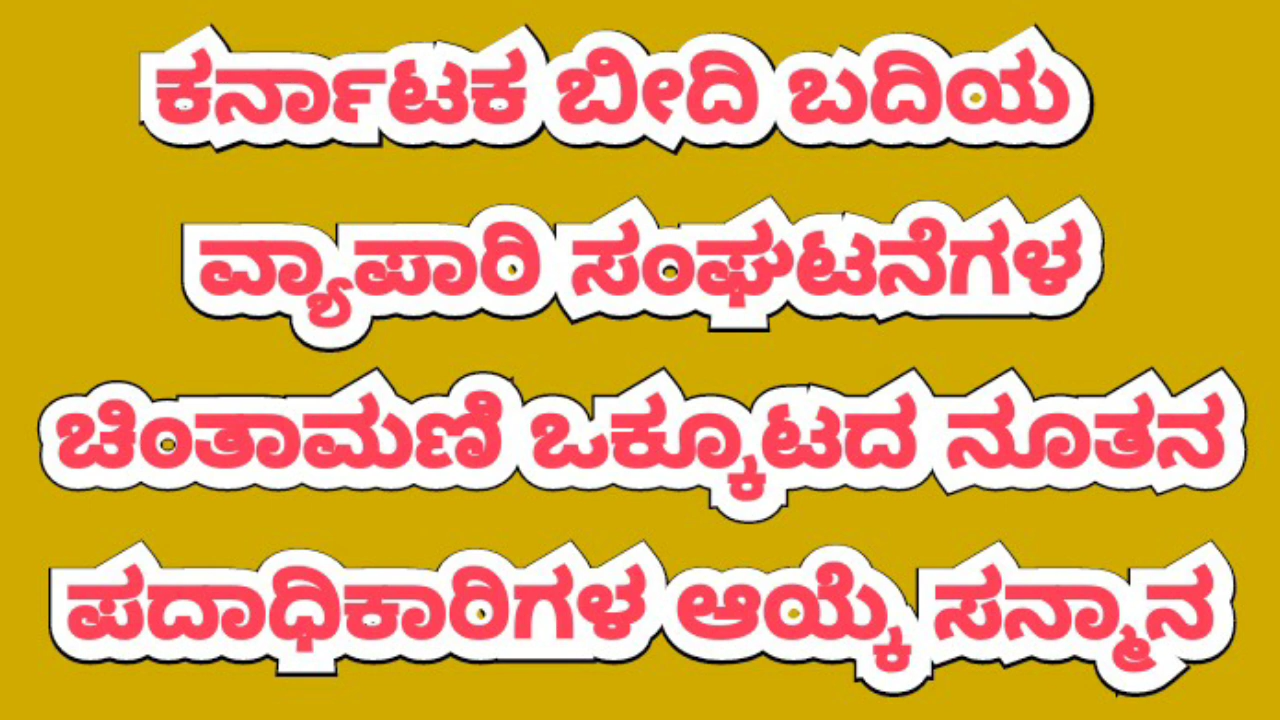 ಕರ್ನಾಟಕ ಬೀದಿ ಬದಿಯ
ವ್ಯಾಪಾರಿ ಸಂಘಟನೆಗಳ
ಚಿಂತಾಮಣಿ ಒಕ್ಕೂಟದ ನೂತನ
ಪದಾಧಿಕಾರಿಗಳ ಆಯ್ಕೆ ಸನ್ಮಾನ